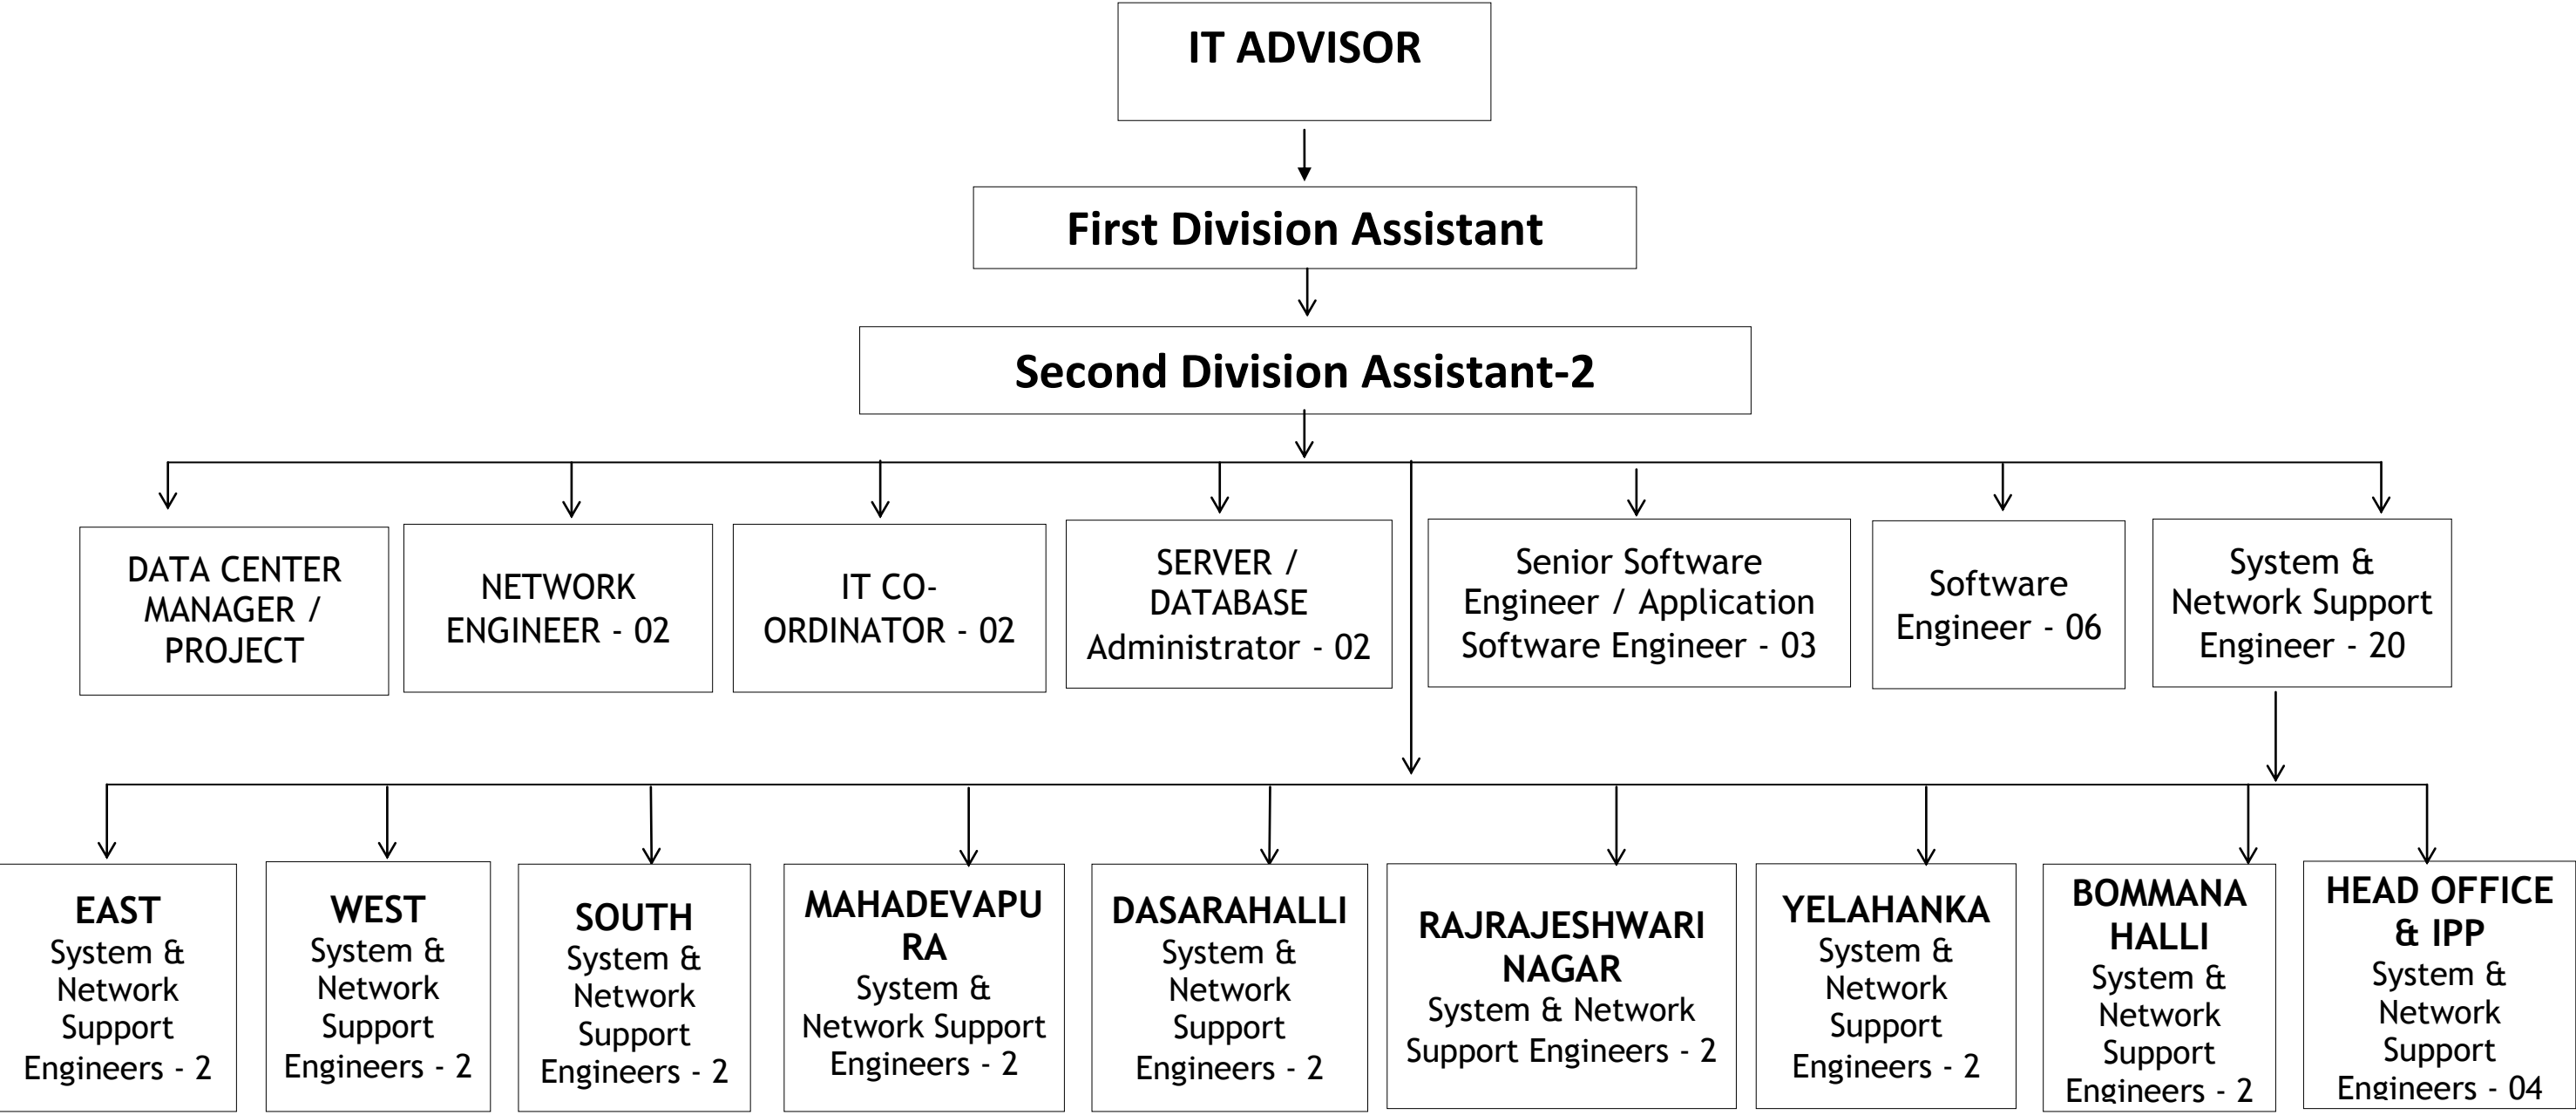 IT ADVISOR
First Division Assistant
Second Division Assistant-2
DATA CENTER
MANAGER /
PROJECT
NETWORK
ENGINEER - 02
IT CO-
ORDINATOR - 02
SERVER /
DATABASE
Administrator - 02
Senior Software
Engineer / Application
Software Engineer - 03
Software
Engineer - 06
System &
Network Support
Engineer - 20
EAST
System &
Network
Support
Engineers - 2
WEST
System &
Network
Support
Engineers - 2
SOUTH
System &
Network
Support
Engineers - 2
MAHADEVAPU
RA
System &
Network Support
Engineers - 2
DASARAHALLI
System &
Network
Support
Engineers - 2
RAJRAJESHWARI
NAGAR
System & Network
Support Engineers - 2
YELAHANKA
System &
Network
Support
Engineers - 2
BOMMANA
HALLI
System &
Network
Support
Engineers - 2
HEAD OFFICE
& IPP
System &
Network
Support
Engineers - 04